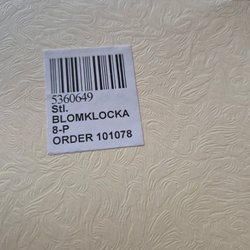 5360649
Stl.
BLOMKLOCKA
8-P
ORDER 101078